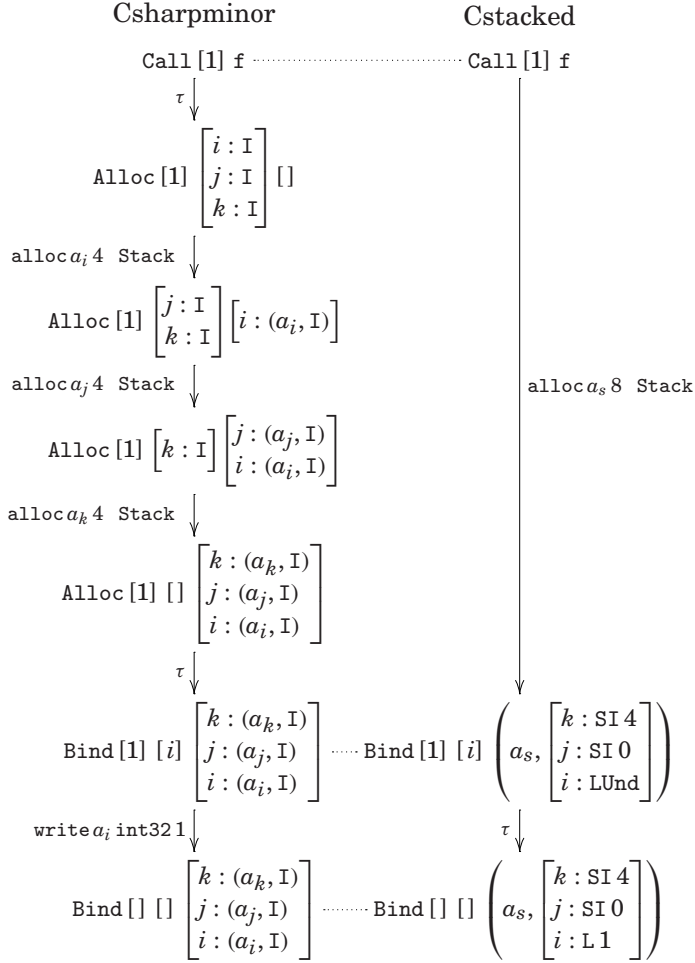 Csharpminor Cstacked
Call [1] f Call [1] f
τ
Alloc [1] [i : I j : I k : I] []
alloc a_i 4 Stack
Alloc [1] [j : I k : I] [i : (a_i, I)]
alloc a_j 4 Stack alloc a_s 8 Stack
Alloc [1] [k : I] [j : (a_j, I) i : (a_i, I)]
alloc a_k 4 Stack
Alloc [1] [] [k : (a_k, I) j : (a_j, I) i : (a_i, I)]
τ
Bind [1] [i] [k : (a_k, I) j : (a_j, I) i : (a_i, I)] Bind [1] [i] (a_s, [k : SI 4 j : SI 0 i : LUnd])
write a_i int32 1 τ
Bind [] [] [k : (a_k, I) j : (a_j, I) i : (a_i, I)] Bind [] [] (a_s, [k : SI 4 j : SI 0 i : L 1])